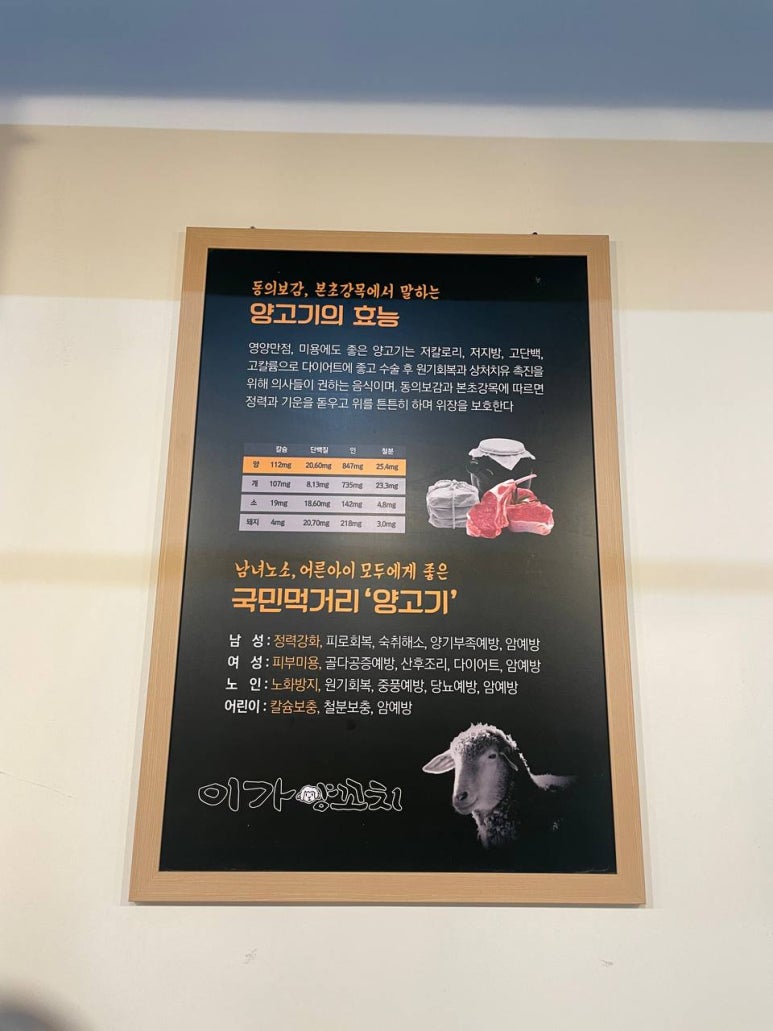 동의보감, 본초강목에서 말하는
양고기의 효능
영양만점, 미용에도 좋은 양고기는 저칼로리, 저지방, 고단백,
고칼륨으로 다이어트에 좋고 수술 후 원기회복과 상처치유 촉진을
위해 의사들이 권하는 음식이며, 동의보감과 본초강목에 따르면
정력과 기운을 돋우고 위를 튼튼히 하며 위장을 보호한다
칼슘 단백질 인 철분
양 112mg 20,60mg 847mg 25,4mg
개 107mg 8,13mg 735mg 23,3mg
소 19mg 18,60mg 142mg 4,8mg
돼지 4mg 20,70mg 218mg 3,0mg
남녀노소, 어른아이 모두에게 좋은
국민먹거리 ‘양고기’
남 성 : 정력강화, 피로회복, 숙취해소, 양기부족예방, 암예방
여 성 : 피부미용, 골다공증예방, 산후조리, 다이어트, 암예방
노 인 : 노화방지, 원기회복, 중풍예방, 당뇨예방, 암예방
어린이 : 칼슘보충, 철분보충, 암예방
이가양꼬치